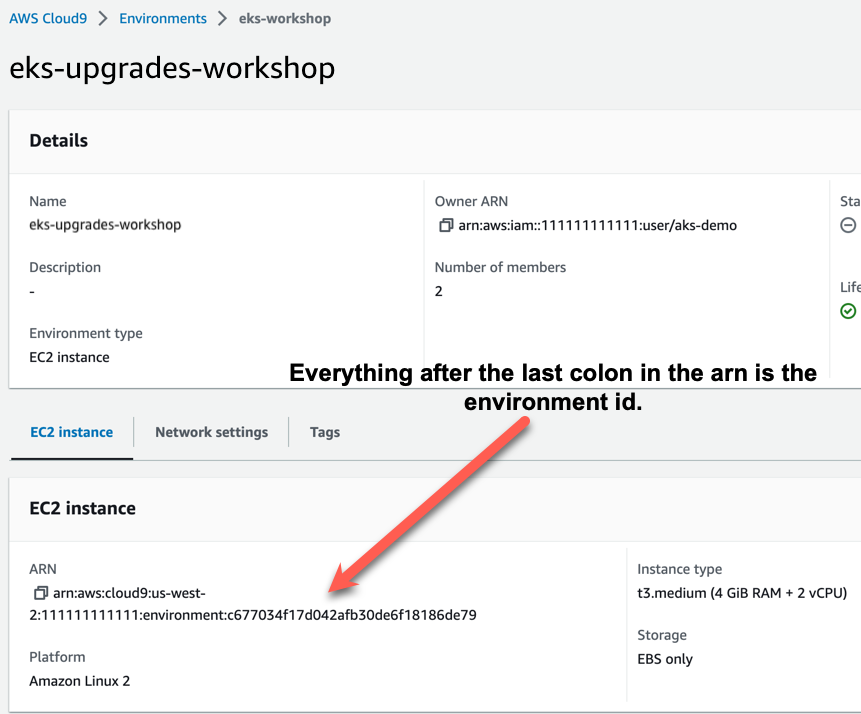 AWS Cloud9 > Environments > eks-workshop
eks-upgrades-workshop
Details
Name
eks-upgrades-workshop
Description
-
Environment type
EC2 instance
Owner ARN
arn:aws:iam::111111111111:user/aks-demo
Number of members
2
Sta
Life
Everything after the last colon in the arn is the
environment id.
EC2 instance
Network settings
Tags
EC2 instance
ARN
arn:aws:cloud9:us-west-
2:111111111111:environment:c677034f17d042afb30de6f18186de79
Platform
Amazon Linux 2
Instance type
t3.medium (4 GiB RAM + 2 vCPU)
Storage
EBS only